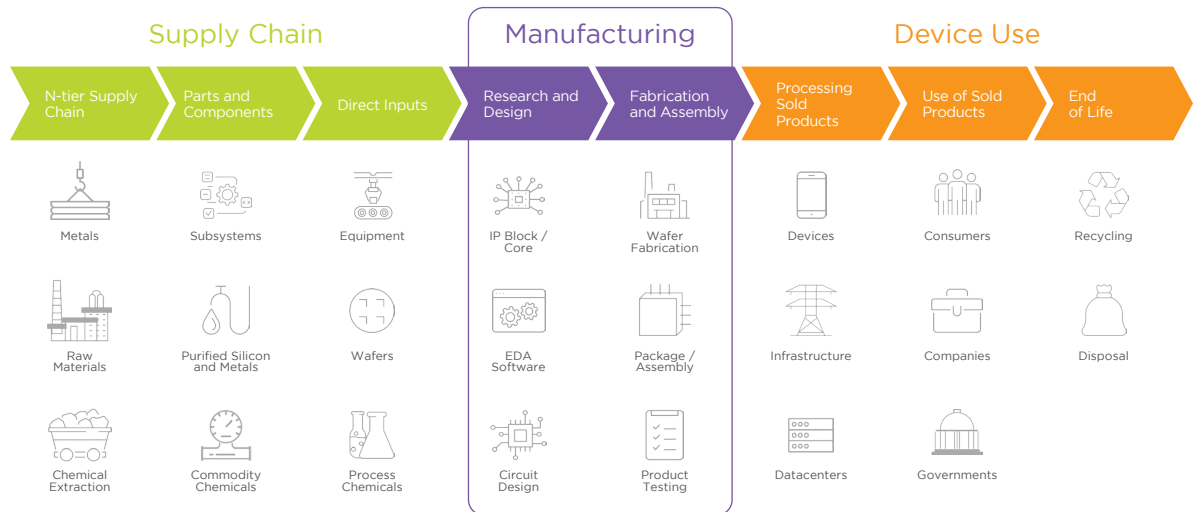 Supply Chain
Manufacturing
Device Use
N-tier Supply
Chain
Parts and
Components
Direct Inputs
Research and
Design
Fabrication
and Assembly
Processing
Sold
Products
Use of Sold
Products
End
of Life
Metals
Subsystems
Equipment
IP Block /
Core
Wafer
Fabrication
Devices
Consumers
Recycling
Raw
Materials
Purified Silicon
and Metals
Wafers
EDA
Software
Package /
Assembly
Infrastructure
Companies
Disposal
Chemical
Extraction
Commodity
Chemicals
Process
Chemicals
Circuit
Design
Product
Testing
Datacenters
Governments